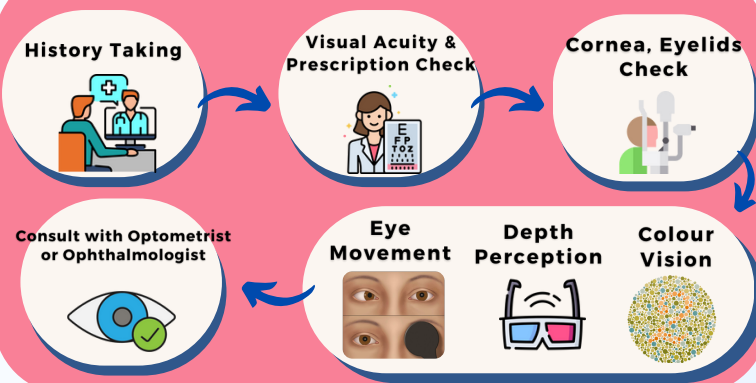 History Taking
Visual Acuity &
Prescription Check
E
F P
TOZ
Cornea, Eyelids
Check
Consult with Optometrist
or Ophthalmologist
Eye
Movement
Depth
Perception
Colour
Vision